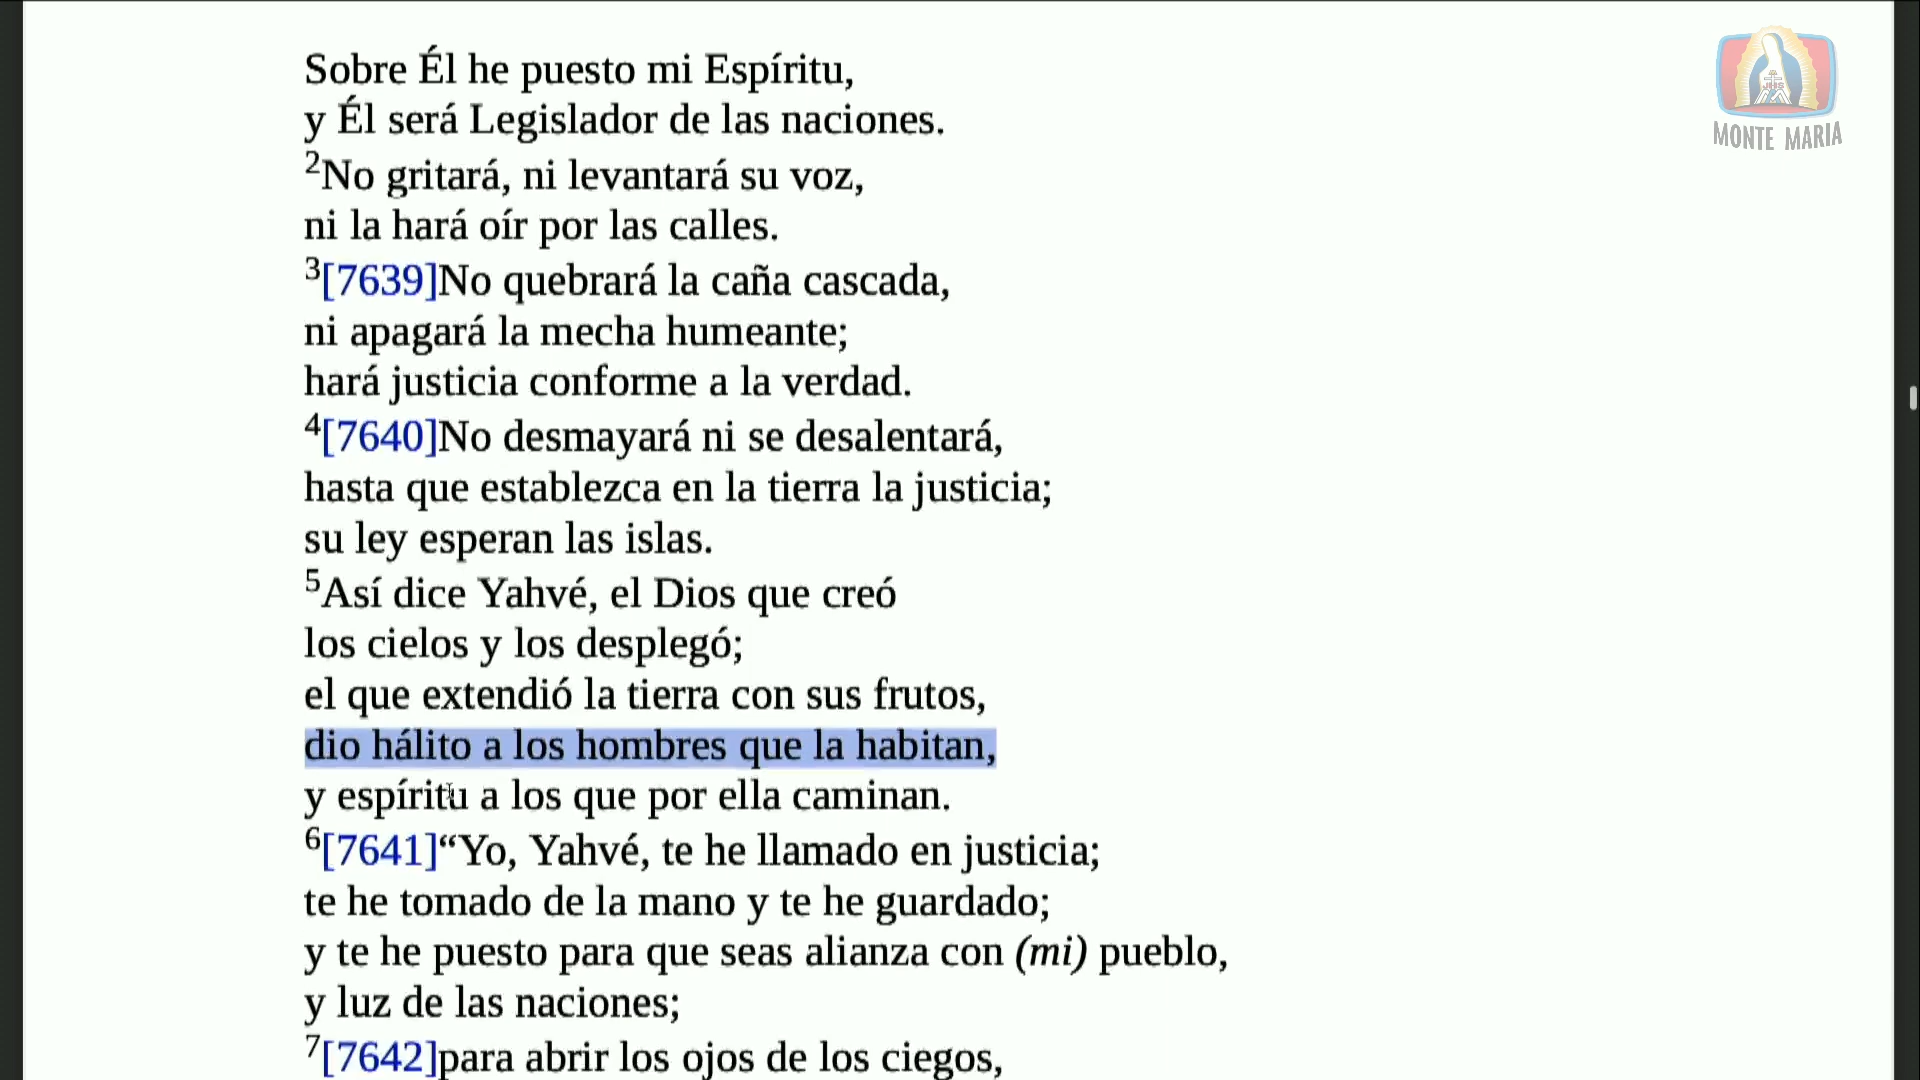 Sobre Él he puesto mi Espíritu,
y Él será Legislador de las naciones.
2No gritará, ni levantará su voz,
ni la hará oír por las calles.
3[7639]No quebrará la caña cascada,
ni apagará la mecha humeante;
hará justicia conforme a la verdad.
4[7640]No desmayará ni se desalentará,
hasta que establezca en la tierra la justicia;
su ley esperan las islas.
5Así dice Yahvé, el Dios que creó
los cielos y los desplegó;
el que extendió la tierra con sus frutos,
dio hálito a los hombres que la habitan,
y espíritu a los que por ella caminan.
6[7641]“Yo, Yahvé, te he llamado en justicia;
te he tomado de la mano y te he guardado;
y te he puesto para que seas alianza con (mi) pueblo,
y luz de las naciones;
7[7642]para abrir los ojos de los ciegos,
JHS
MONTE MARIA